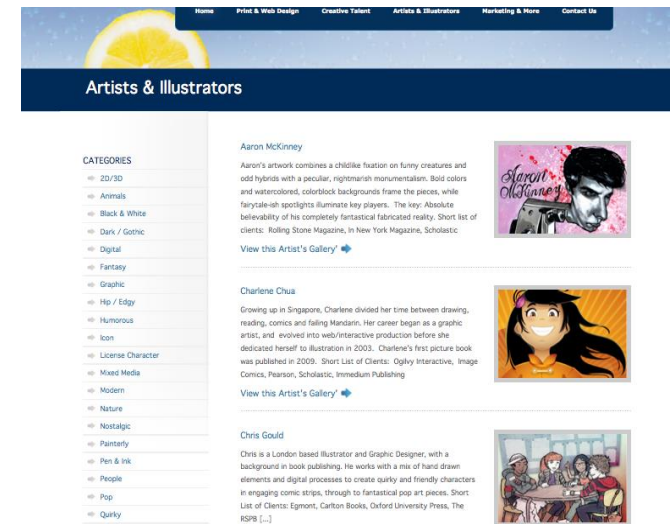 Home Print & Web Design Creative Talent Artists & Illustrators Marketing & More Contact Us
Artists & Illustrators
CATEGORIES
2D/3D
Animals
Black & White
Dark / Gothic
Digital
Fantasy
Graphic
Hip / Edgy
Humorous
Icon
License Character
Mixed Media
Modern
Nature
Nostalgic
Painterly
Pen & Ink
People
Pop
Quirky
Aaron McKinney
Aaron's artwork combines a childlike fixation on funny creatures and
odd hybrids with a peculiar, nightmarish monumentalism. Bold colors
and watercolored, colorblock backgrounds frame the pieces, while
fairytale-ish spotlights illuminate key players. The key: Absolute
believability of his completely fantastical fabricated reality. Short list of
clients: Rolling Stone Magazine, In New York Magazine, Scholastic
View this Artist's Gallery'
Aaron
McKinney
Charlene Chua
Growing up in Singapore, Charlene divided her time between drawing,
reading, comics and failing Mandarin. Her career began as a graphic
artist, and evolved into web/interactive production before she
dedicated herself to illustration in 2003. Charlene's first picture book
was published in 2009. Short List of Clients: Ogilvy Interactive, Image
Comics, Pearson, Scholastic, Immedium Publishing
View this Artist's Gallery'
Chris Gould
Chris is a London based Illustrator and Graphic Designer, with a
background in book publishing. He works with a mix of hand drawn
elements and digital processes to create quirky and friendly characters
in engaging comic strips, through to fantastical pop art pieces. Short
List of Clients: Egmont, Carlton Books, Oxford University Press, The
RSPB [...]